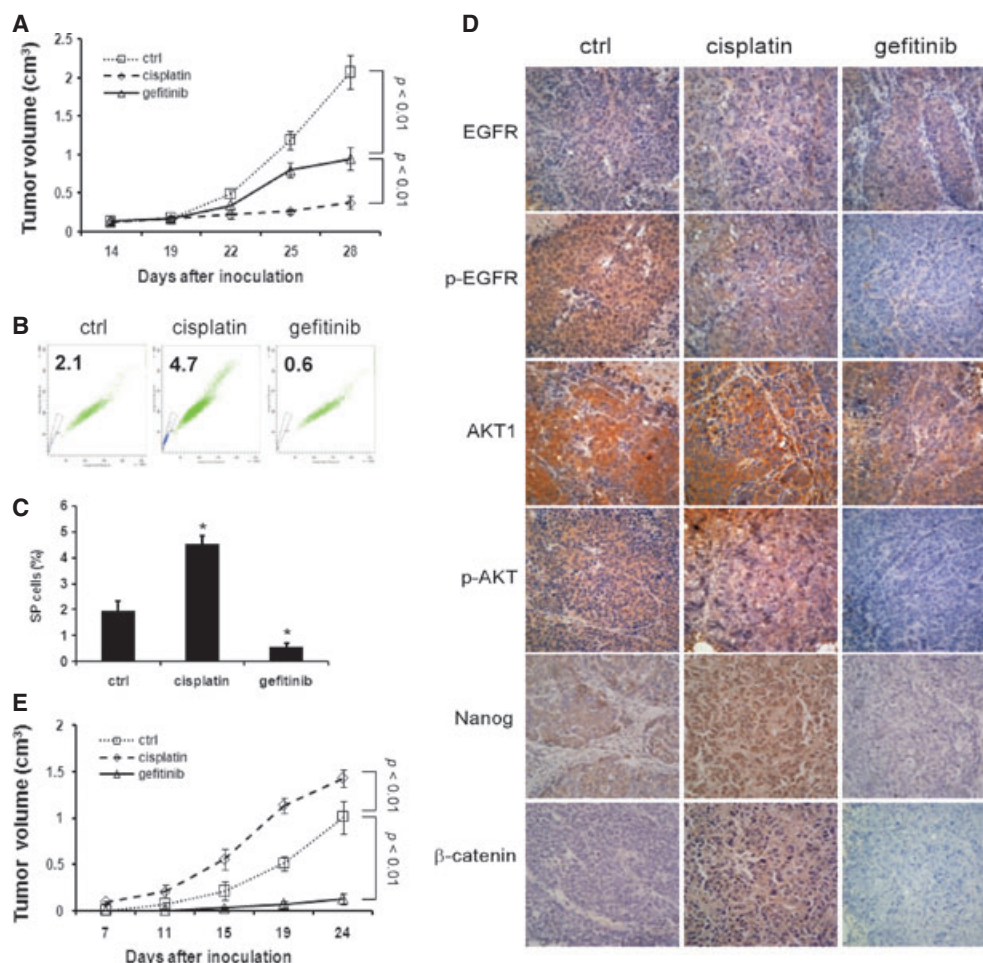 A
Tumor volume (cm³)
2.5
2
1.5
1
0.5
0
ctrl
cisplatin
gefitinib
p < 0.01
p < 0.01
14 19 22 25 28
Days after inoculation
B
ctrl cisplatin gefitinib
2.1 4.7 0.6
C
SP cells (%)
6
5
4
3
2
1
0
* *
ctrl cisplatin gefitinib
E
Tumor volume (cm³)
2
1.5
1
0.5
0
ctrl
cisplatin
gefitinib
p < 0.01
p < 0.01
7 11 15 19 24
Days after inoculation
D
ctrl cisplatin gefitinib
EGFR
p-EGFR
AKT1
p-AKT
Nanog
β-catenin